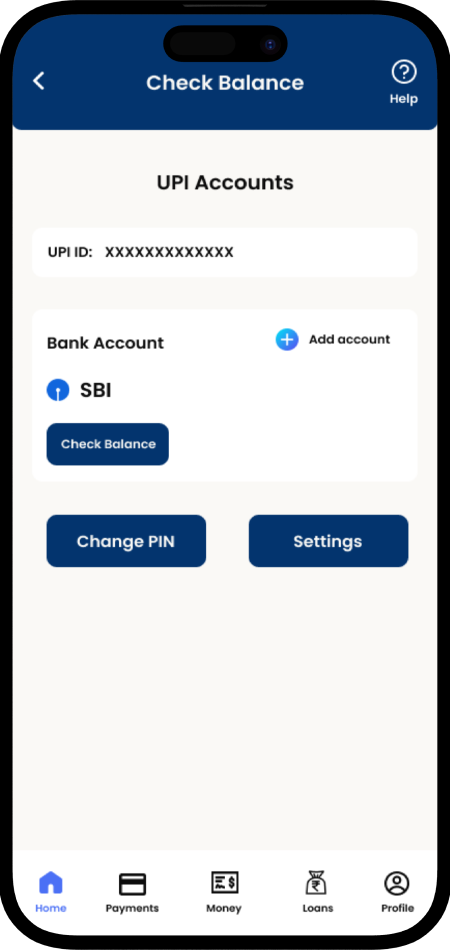 Check Balance
Help
UPI Accounts
UPI ID: XXXXXXXXXXXXX
Bank Account
Add account
SBI
Check Balance
Change PIN
Settings
Home
Payments
Money
Loans
Profile